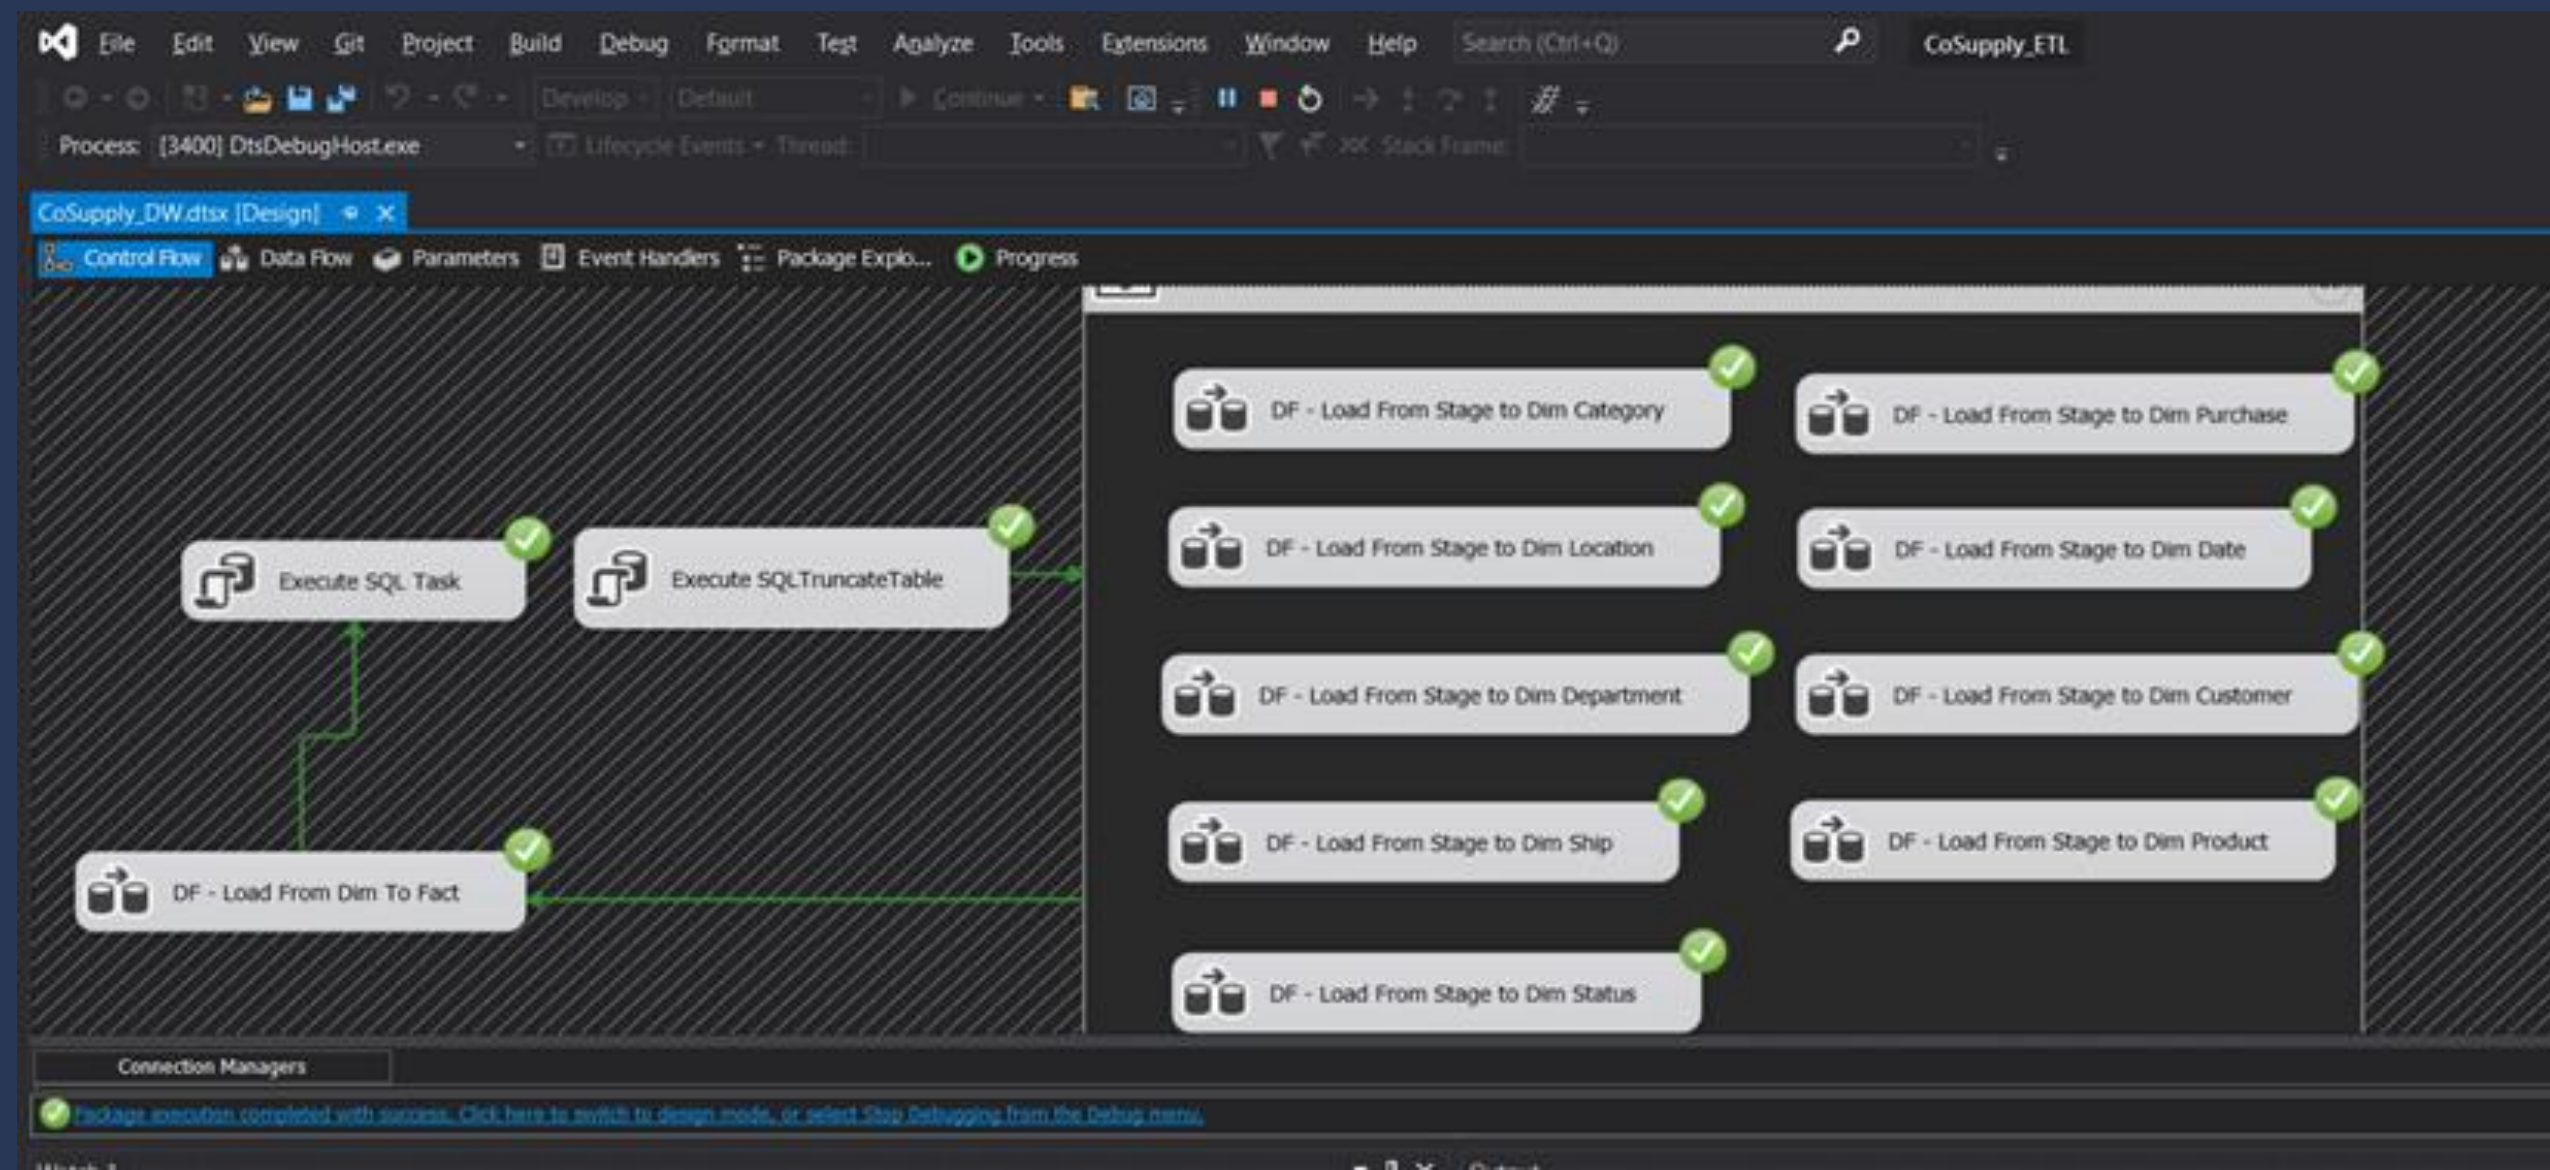 File Edit View Git Project Build Debug Format Test Analyze Tools Extensions Window Help Search (Ctrl+Q) CoSupply_ETL
Develop Default Continue
Process: [3400] DtsDebugHost.exe Lifecycle Events Thread: Stack Frame:
CoSupply_DW.dtsx [Design]
Control Flow Data Flow Parameters Event Handlers Package Explo... Progress
DF - Load From Stage to Dim Category
DF - Load From Stage to Dim Purchase
DF - Load From Stage to Dim Location
DF - Load From Stage to Dim Date
Execute SQL Task
Execute SQLTruncateTable
DF - Load From Stage to Dim Department
DF - Load From Stage to Dim Customer
DF - Load From Stage to Dim Ship
DF - Load From Stage to Dim Product
DF - Load From Dim To Fact
DF - Load From Stage to Dim Status
Connection Managers
Package execution completed with success. Click here to switch to design mode, or select Stop Debugging from the Debug menu.